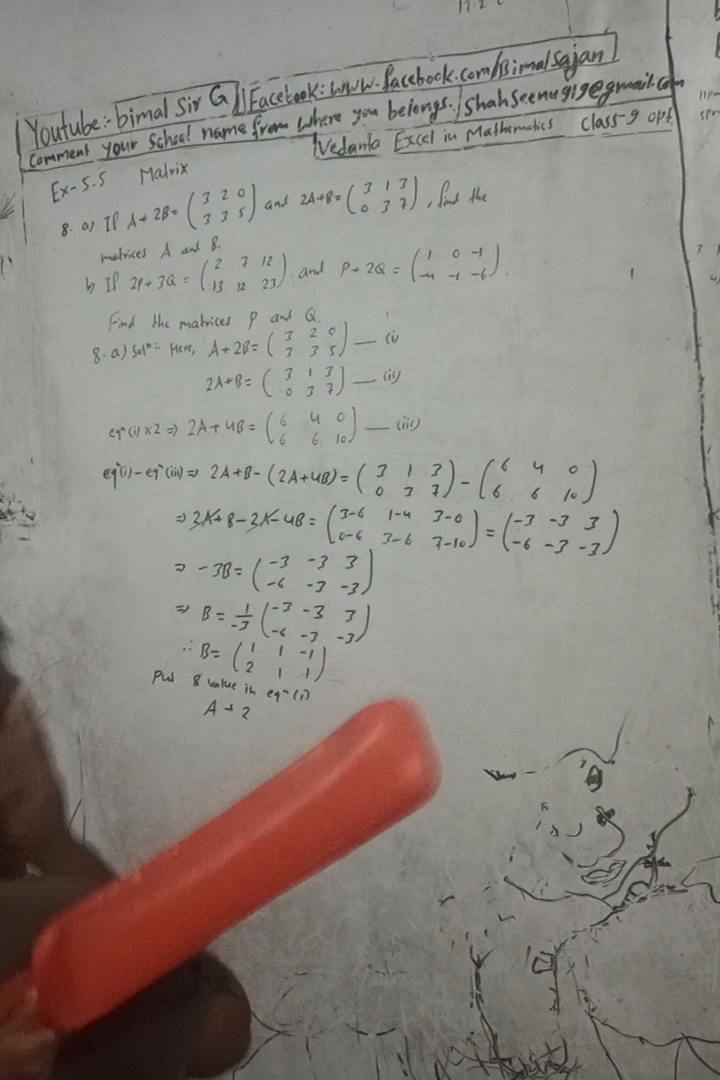 Youtube:- bimal Sir G || Facebook: www.facebook.com/Bimalsajan
Comment your School name from where you belongs. | Shahseenu919@gmail.com
Vedanta Excel in Mathematics Class-9 opt
Ex-5.5 Matrix
8. a) If A+2B= (3 2 0
3 3 5) and 2A+B= (3 1 3
0 3 7), find the
matrices A and B.
b) If 2P+3Q = (2 7 12
13 12 23) and P+2Q = (1 0 -1
-4 -1 -6).
Find the matrices P and Q.
8. a) Solⁿ:- Here, A+2B= (3 2 0
3 3 5) — (i)
2A+B= (3 1 3
0 3 7) — (ii)
eqⁿ(i)×2 ⇒ 2A+4B= (6 4 0
6 6 10) — (iii)
eqⁿ(i)-eqⁿ(iii) ⇒ 2A+B-(2A+4B) = (3 1 3
0 3 7) - (6 4 0
6 6 10)
⇒ 2A+B-2A-4B= (3-6 1-4 3-0
0-6 3-6 7-10) = (-3 -3 3
-6 -3 -3)
⇒ -3B= (-3 -3 3
-6 -3 -3)
⇒ B= 1/-3 (-3 -3 3
-6 -3 -3)
∴ B= (1 1 -1
2 1 1)
Put B value in eqⁿ(i)
A+2